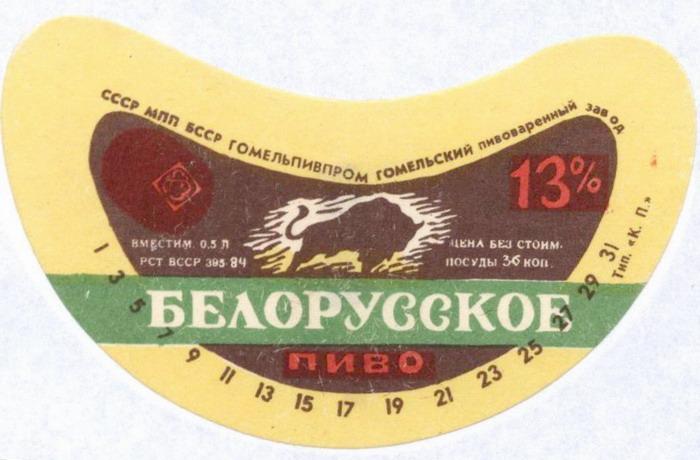 СССР МПП БССР ГОМЕЛЬПИВПРОМ ГОМЕЛЬСКИЙ пивоваренный завод
13%
ВМЕСТИМ. 0,5 Л
РСТ БССР 385-84
ЦЕНА БЕЗ СТОИМ.
ПОСУДЫ 36 КОП.
БЕЛОРУССКОЕ
ПИВО
1 3 5 7 9 11 13 15 17 19 21 23 25 27 29 31
Тип. «К. П.»